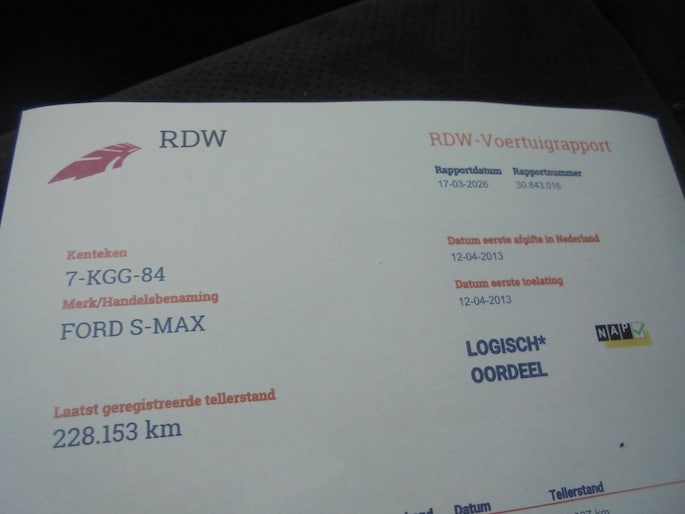 RDW
RDW-Voertuigrapport
Rapportdatum Rapportnummer
17-03-2026 30.843.016
Kenteken
7-KGG-84
Merk/Handelsbenaming
FORD S-MAX
Datum eerste afgifte in Nederland
12-04-2013
Datum eerste toelating
12-04-2013
LOGISCH*
OORDEEL
NAP
Laatst geregistreerde tellerstand
228.153 km
Datum Tellerstand
km